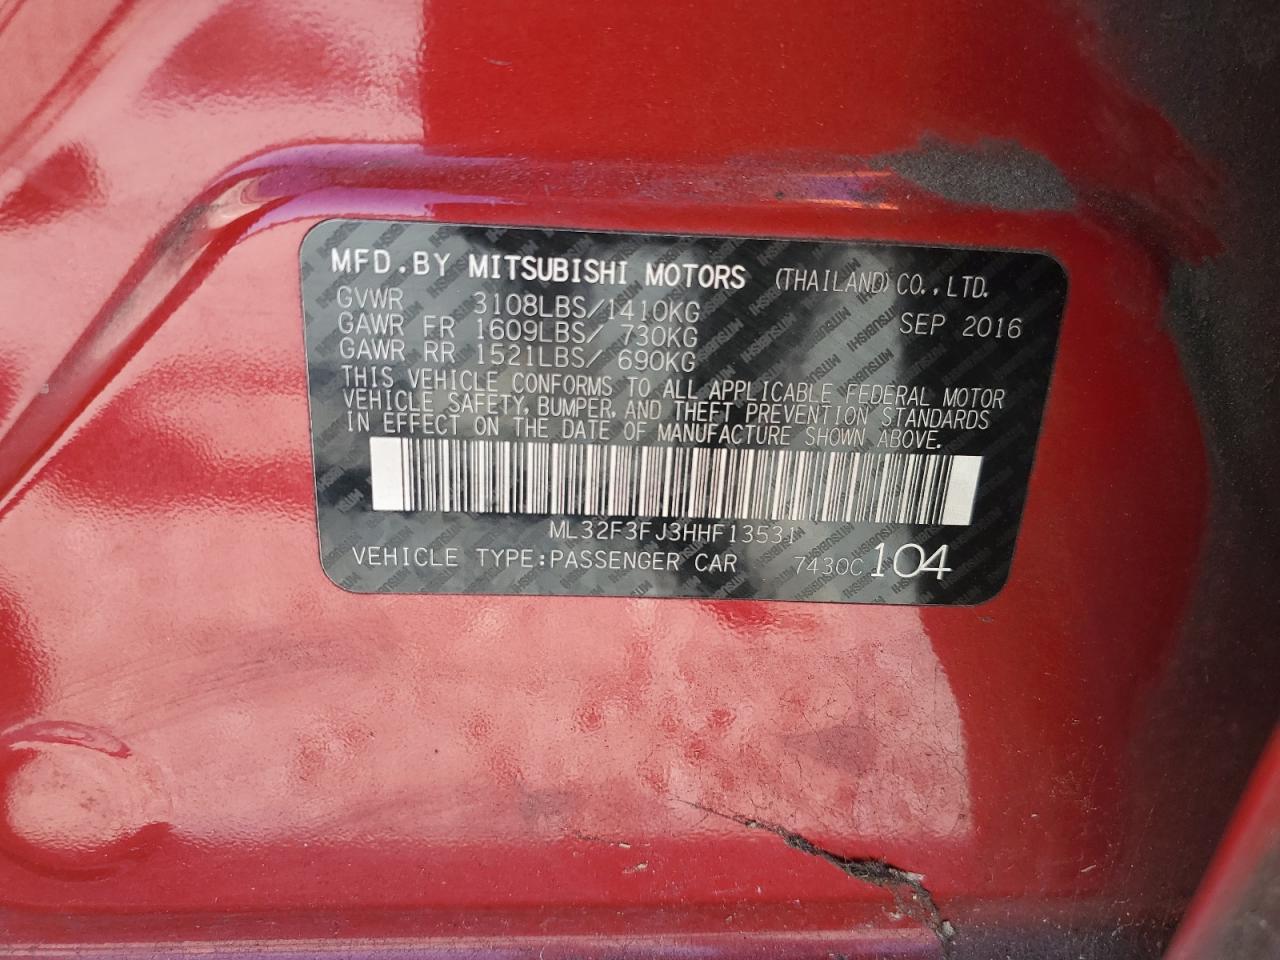 MFD.BY MITSUBISHI MOTORS (THAILAND) CO.,LTD.
GVWR 3108LBS/1410KG SEP 2016
GAWR FR 1609LBS/ 730KG
GAWR RR 1521LBS/ 690KG
THIS VEHICLE CONFORMS TO ALL APPLICABLE FEDERAL MOTOR
VEHICLE SAFETY, BUMPER, AND THEFT PREVENTION STANDARDS
IN EFFECT ON THE DATE OF MANUFACTURE SHOWN ABOVE.
ML32F3FJ3HHF13531
VEHICLE TYPE:PASSENGER CAR 7430C 104